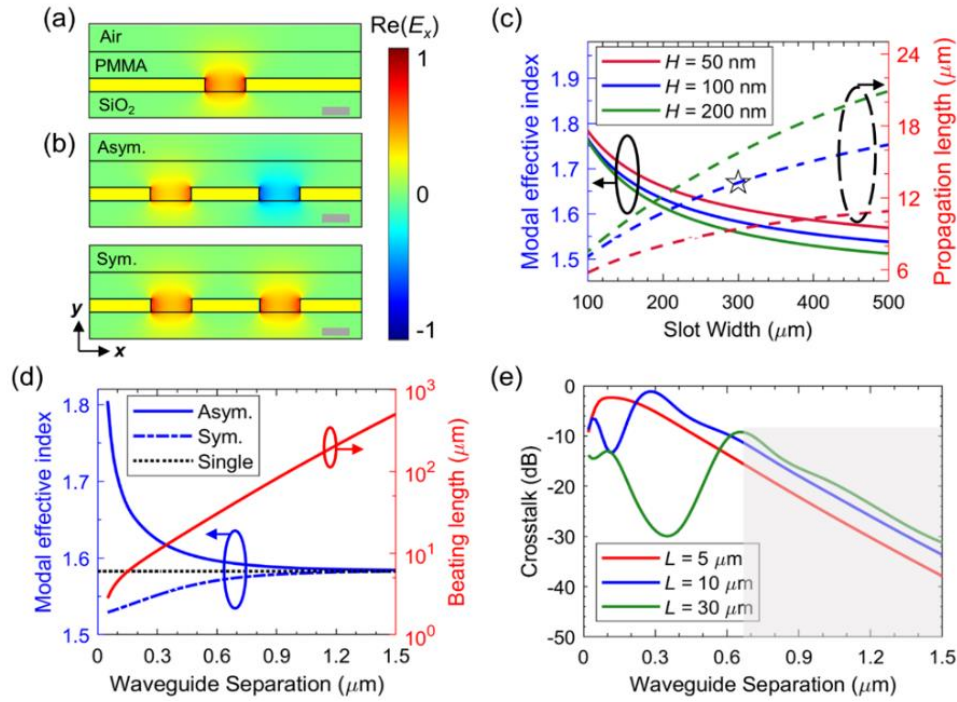 (a)
Air
PMMA
SiO2
Re(Ex)
1
0
-1
(b)
Asym.
Sym.
y
x
(c)
H = 50 nm
H = 100 nm
H = 200 nm
Modal effective index
1.9
1.8
1.7
1.6
1.5
Propagation length (μm)
24
16
11
6
100 200 300 400 500
Slot Width (μm)
(d)
Asym.
Sym.
Single
Modal effective index
1.8
1.7
1.6
1.5
Beating length (μm)
10^3
10^2
10^1
10^0
0 0.3 0.6 0.9 1.2 1.5
Waveguide Separation (μm)
(e)
Crosstalk (dB)
0
-10
-20
-30
-40
-50
L = 5 μm
L = 10 μm
L = 30 μm
0 0.3 0.6 0.9 1.2 1.5
Waveguide Separation (μm)